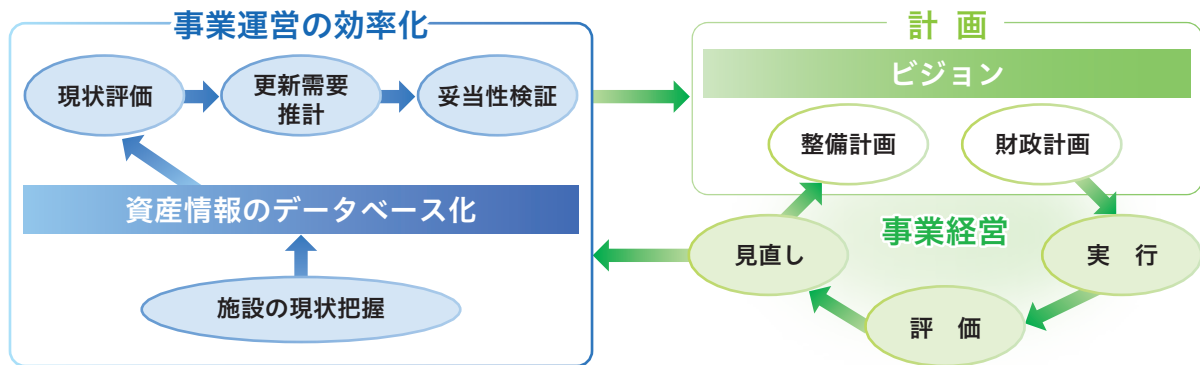 事業運営の効率化
現状評価
更新需要
推計
妥当性検証
資産情報のデータベース化
施設の現状把握
計 画
ビジョン
整備計画
財政計画
事業経営
見直し
実 行
評 価